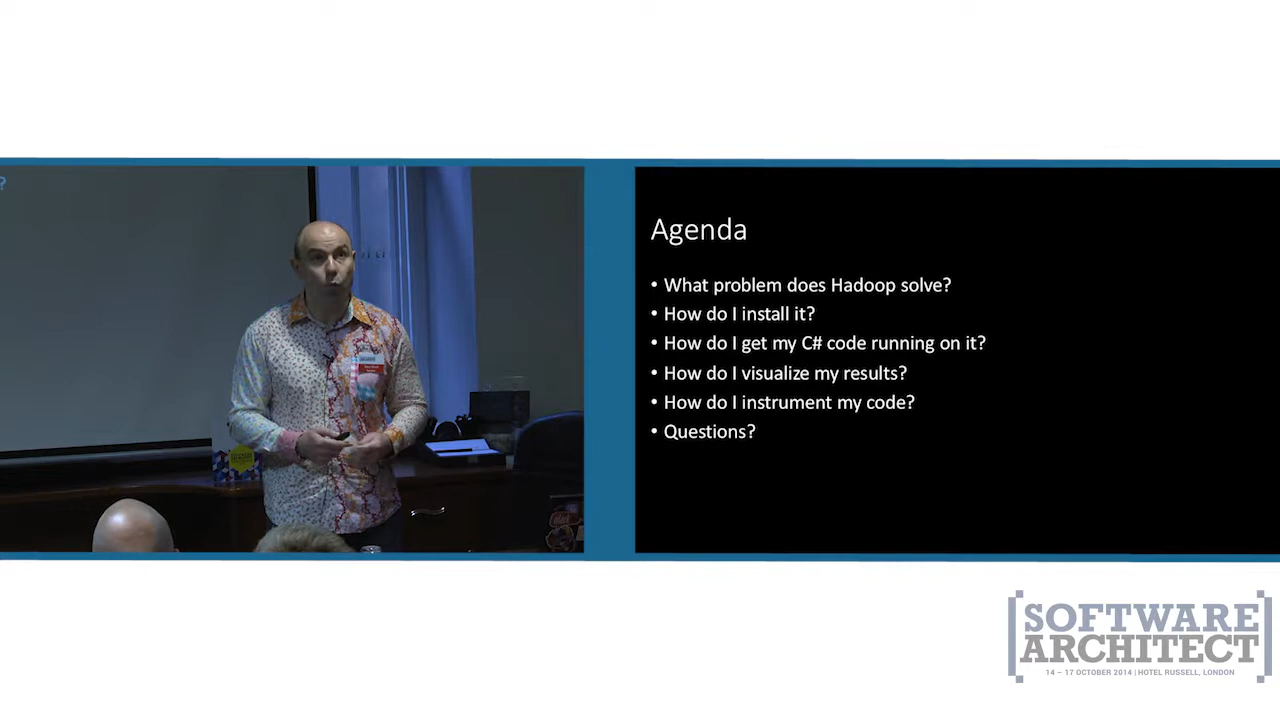 ?
Agenda
• What problem does Hadoop solve?
• How do I install it?
• How do I get my C# code running on it?
• How do I visualize my results?
• How do I instrument my code?
• Questions?
[SOFTWARE
ARCHITECT]
14 – 17 OCTOBER 2014 | HOTEL RUSSELL, LONDON